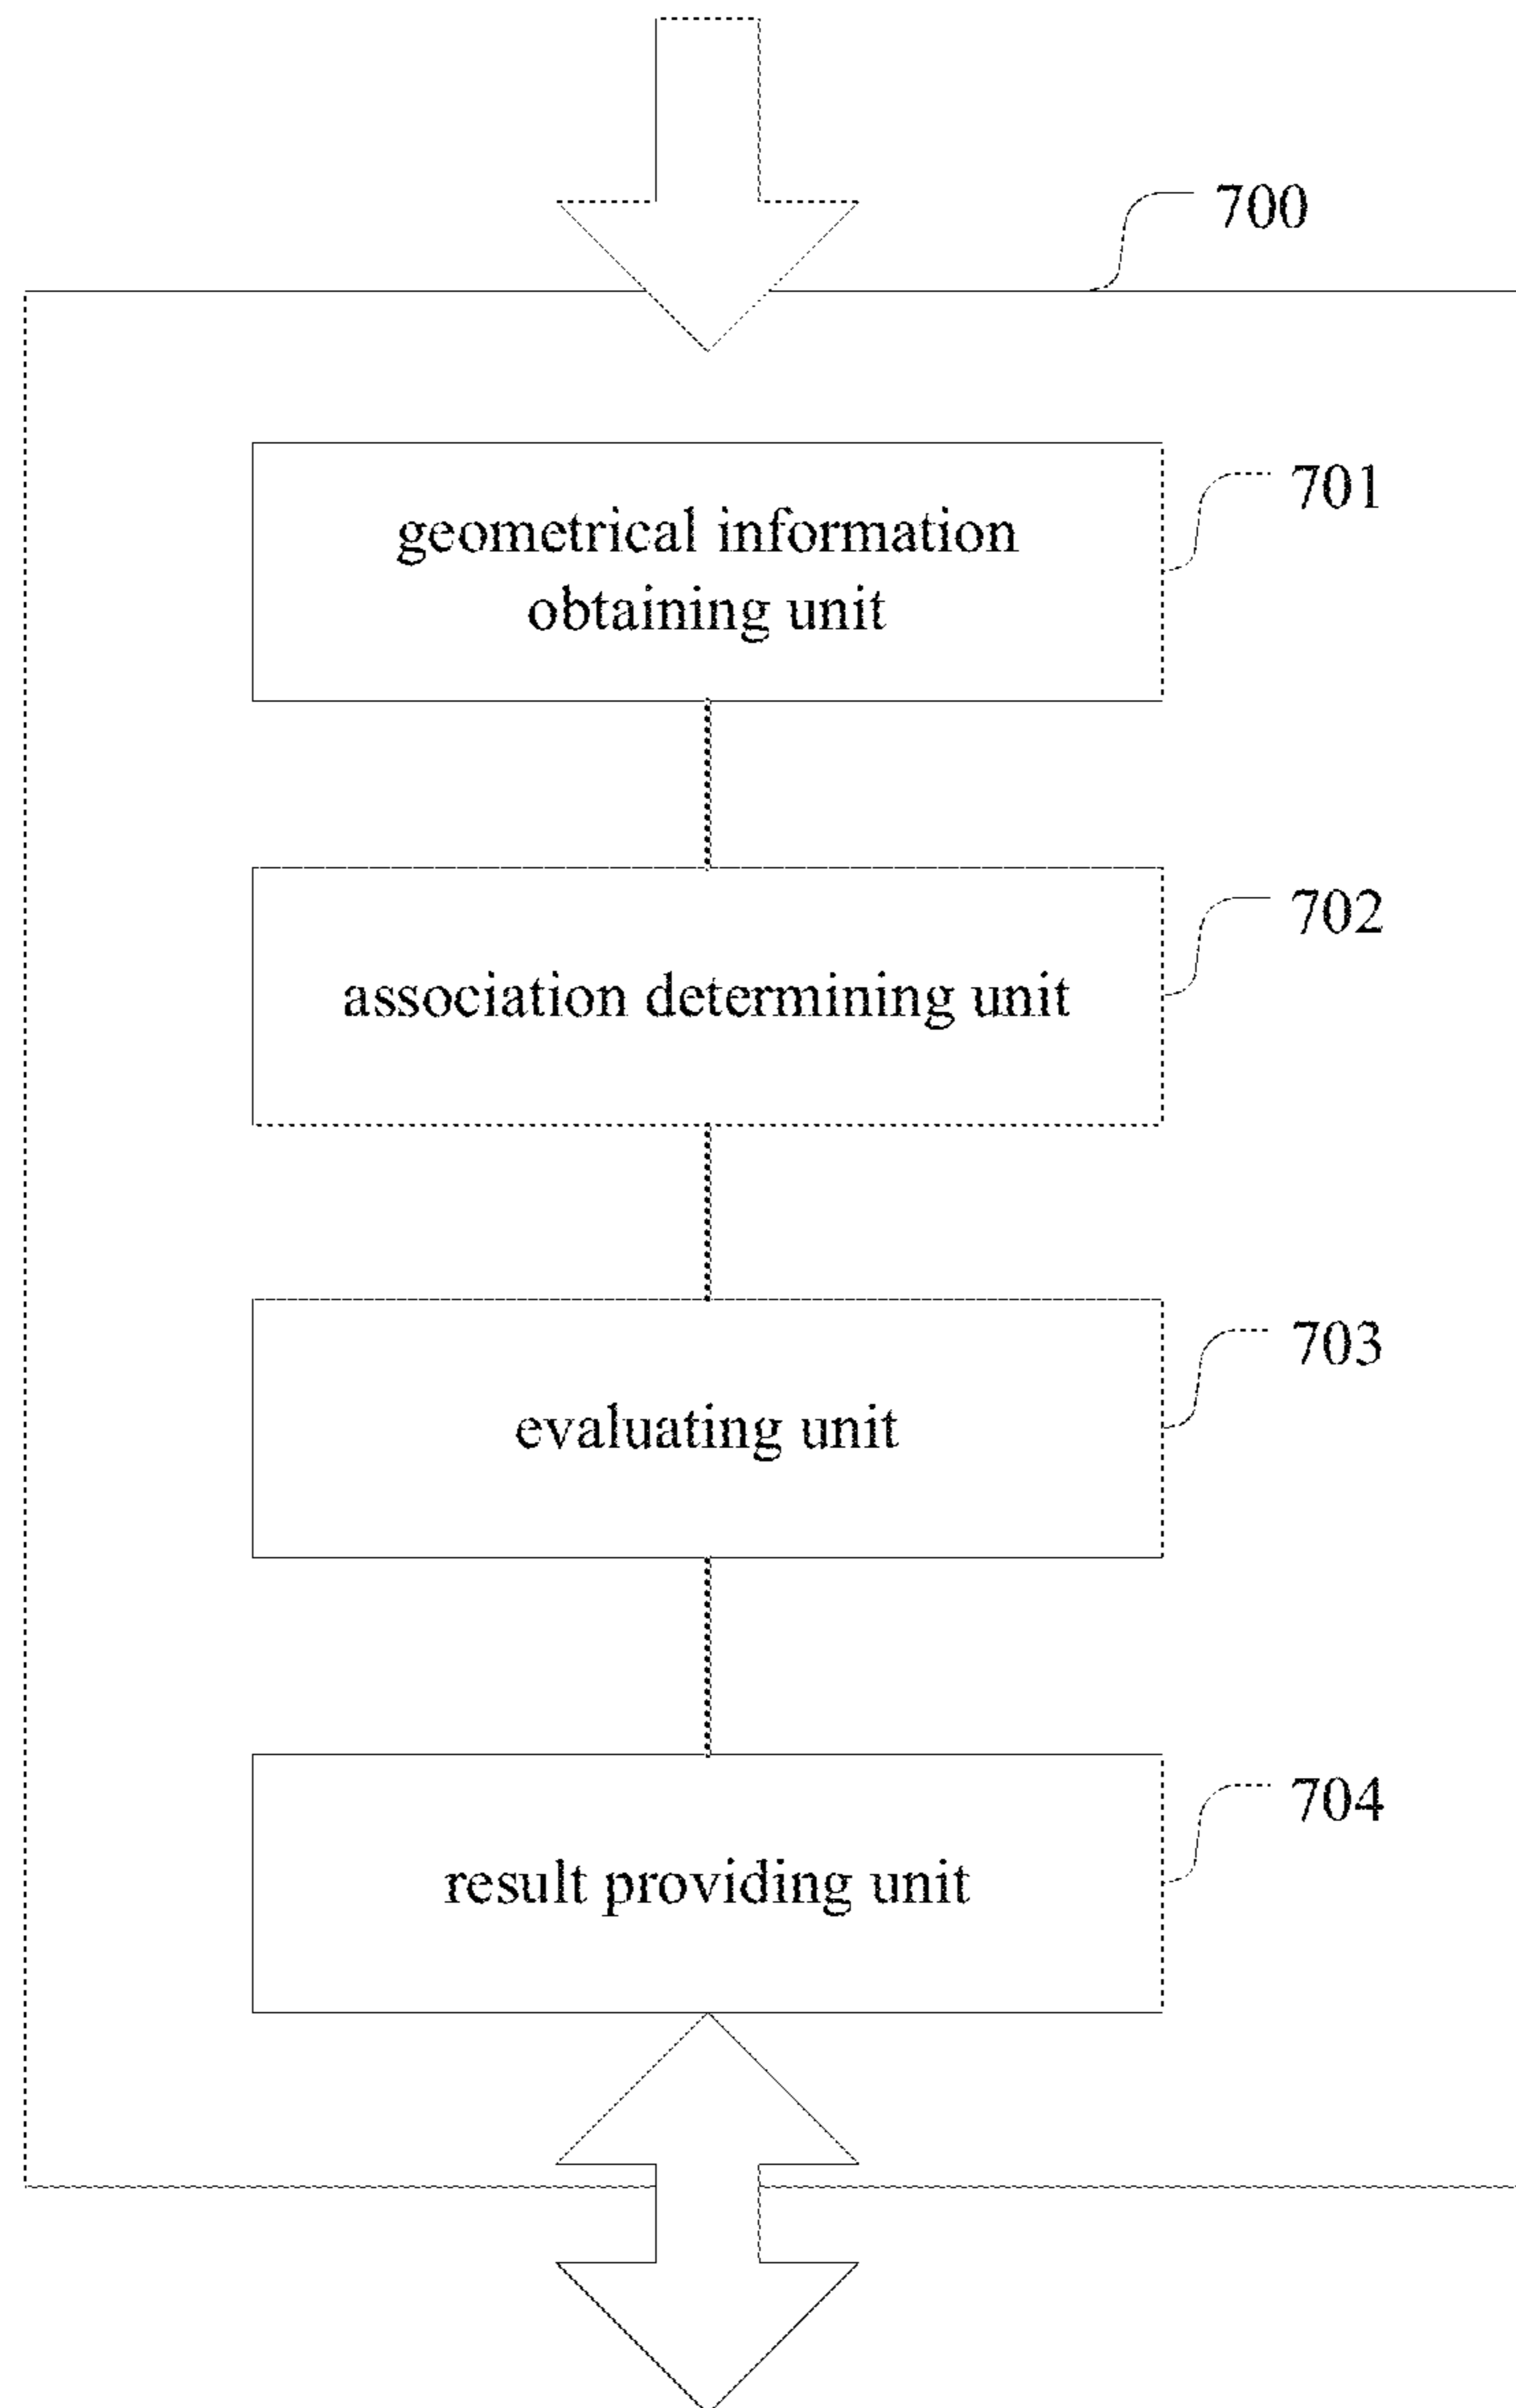 700
geometrical information
obtaining unit
701
association determining unit
702
evaluating unit
703
result providing unit
704